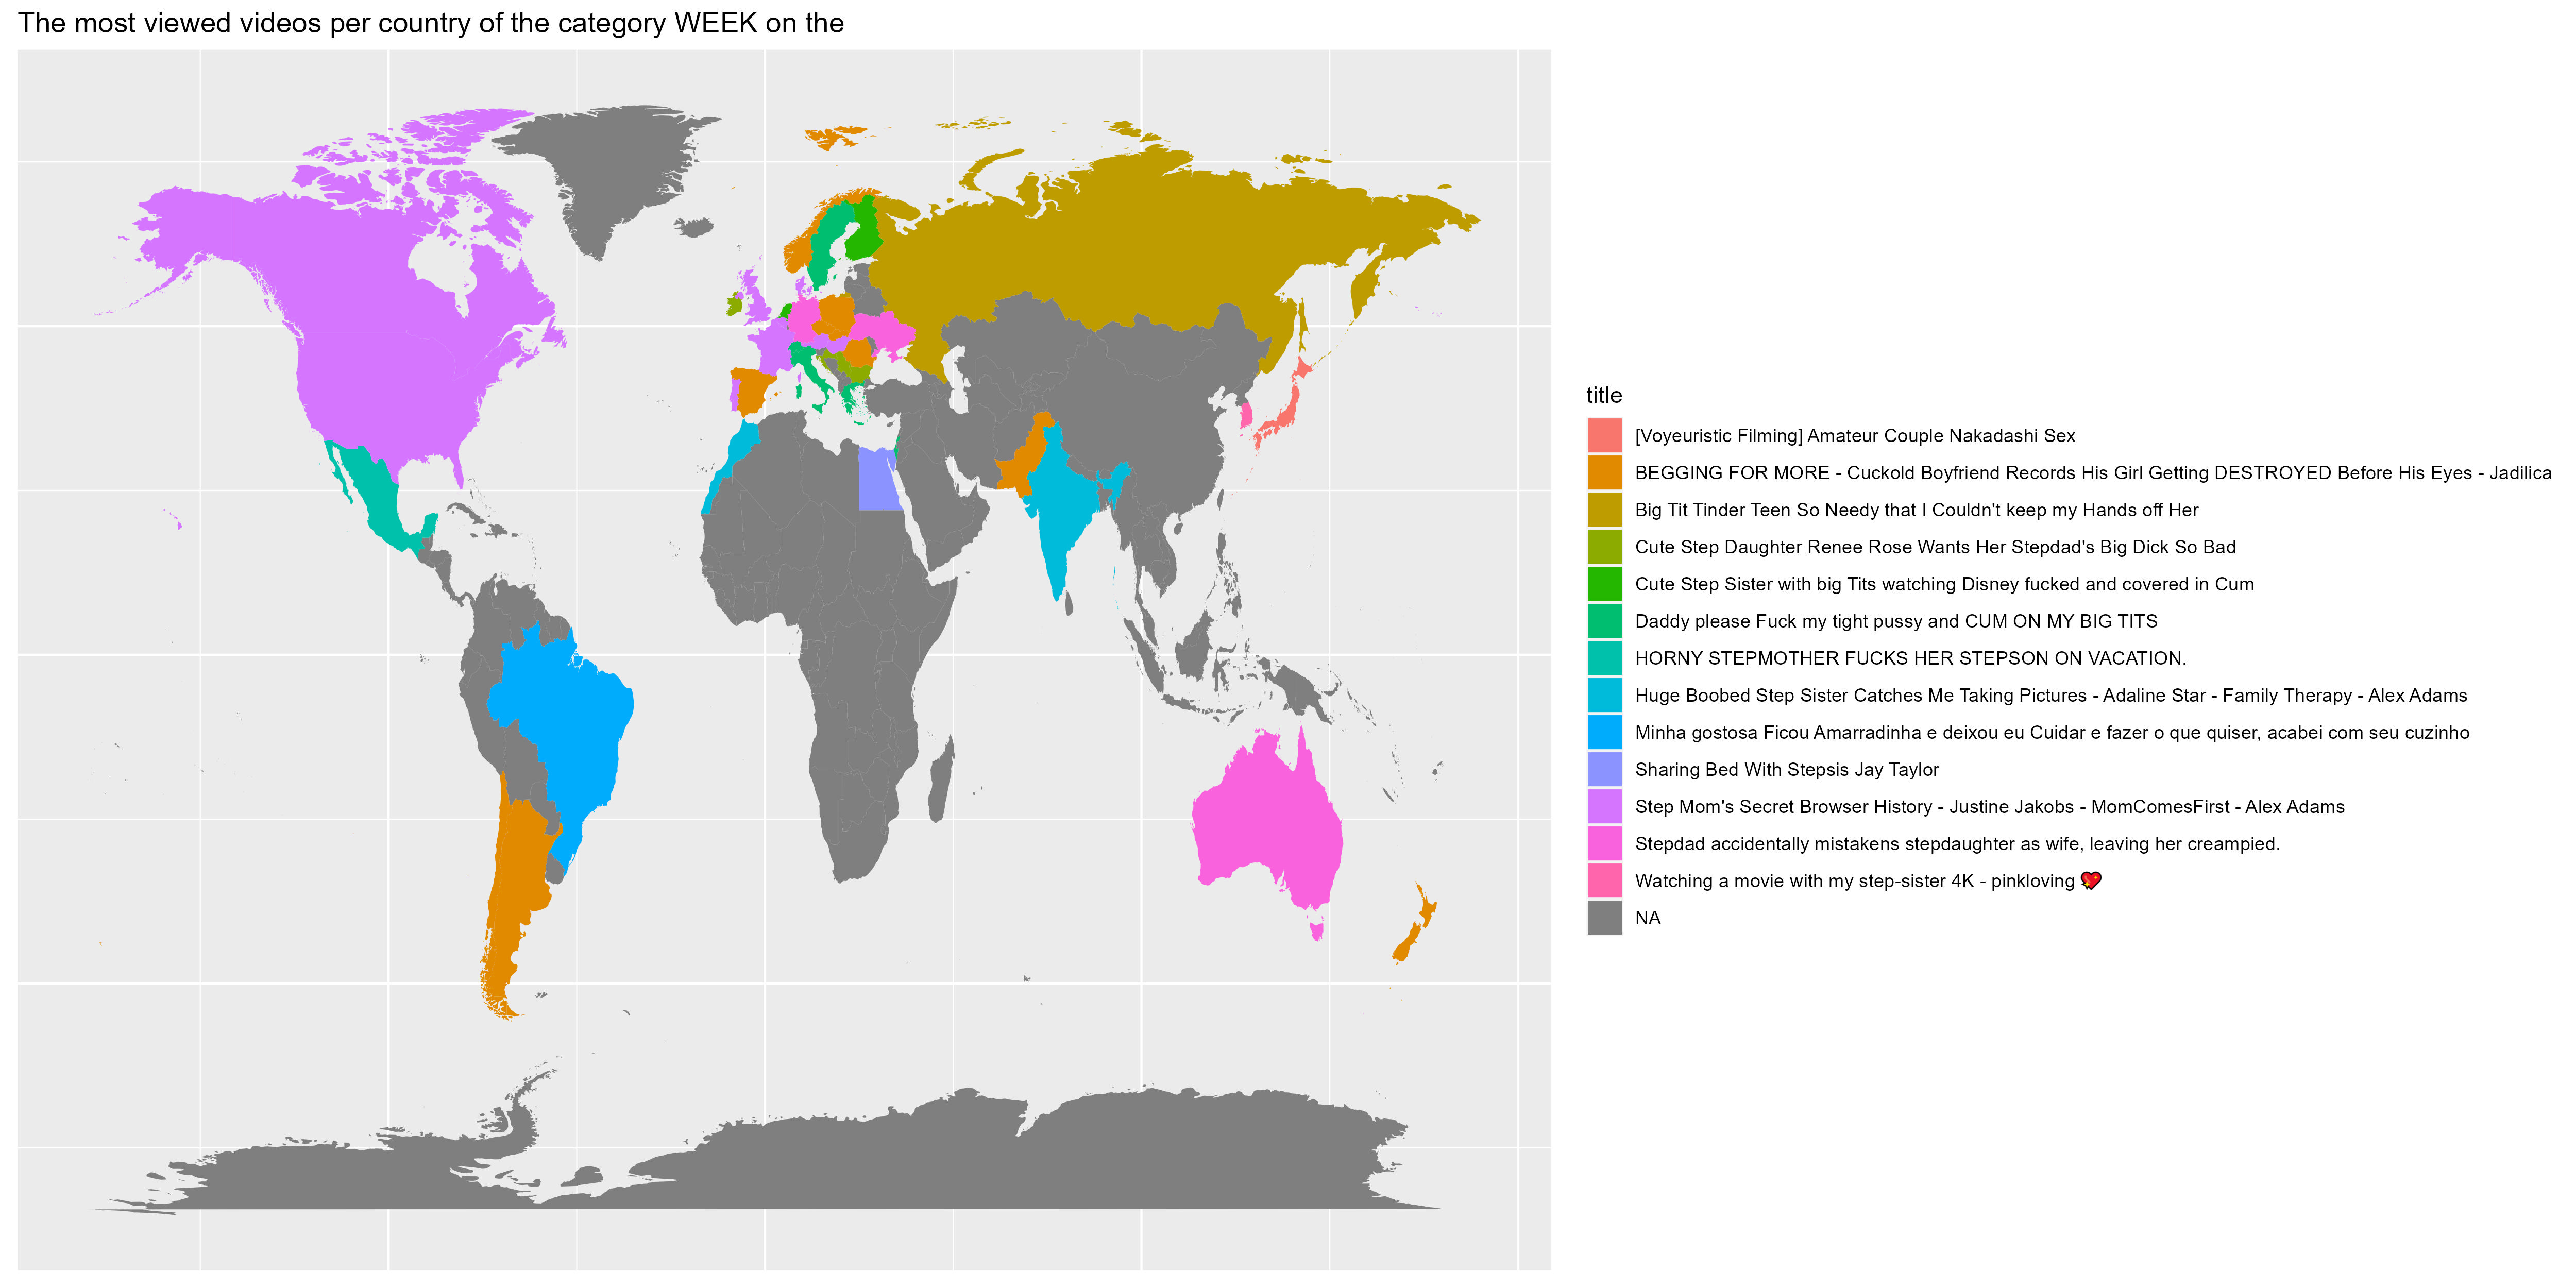 The most viewed videos per country of the category WEEK on the
title
[Voyeuristic Filming] Amateur Couple Nakadashi Sex
BEGGING FOR MORE - Cuckold Boyfriend Records His Girl Getting DESTROYED Before His Eyes - Jadilica
Big Tit Tinder Teen So Needy that I Couldn't keep my Hands off Her
Cute Step Daughter Renee Rose Wants Her Stepdad's Big Dick So Bad
Cute Step Sister with big Tits watching Disney fucked and covered in Cum
Daddy please Fuck my tight pussy and CUM ON MY BIG TITS
HORNY STEPMOTHER FUCKS HER STEPSON ON VACATION.
Huge Boobed Step Sister Catches Me Taking Pictures - Adaline Star - Family Therapy - Alex Adams
Minha gostosa Ficou Amarradinha e deixou eu Cuidar e fazer o que quiser, acabei com seu cuzinho
Sharing Bed With Stepsis Jay Taylor
Step Mom's Secret Browser History - Justine Jakobs - MomComesFirst - Alex Adams
Stepdad accidentally mistakens stepdaughter as wife, leaving her creampied.
Watching a movie with my step-sister 4K - pinkloving 💖
NA